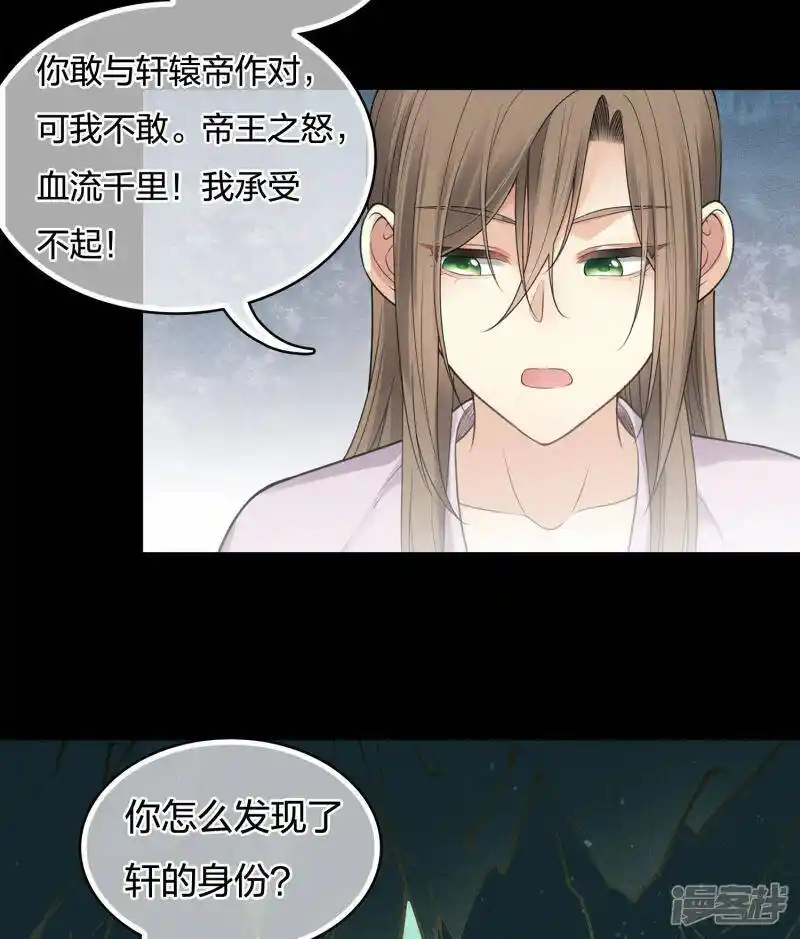 你敢与轩辕帝作对，
可我不敢。帝王之怒，
血流千里！我承受
不起！
你怎么发现了
轩的身份？
漫客栈